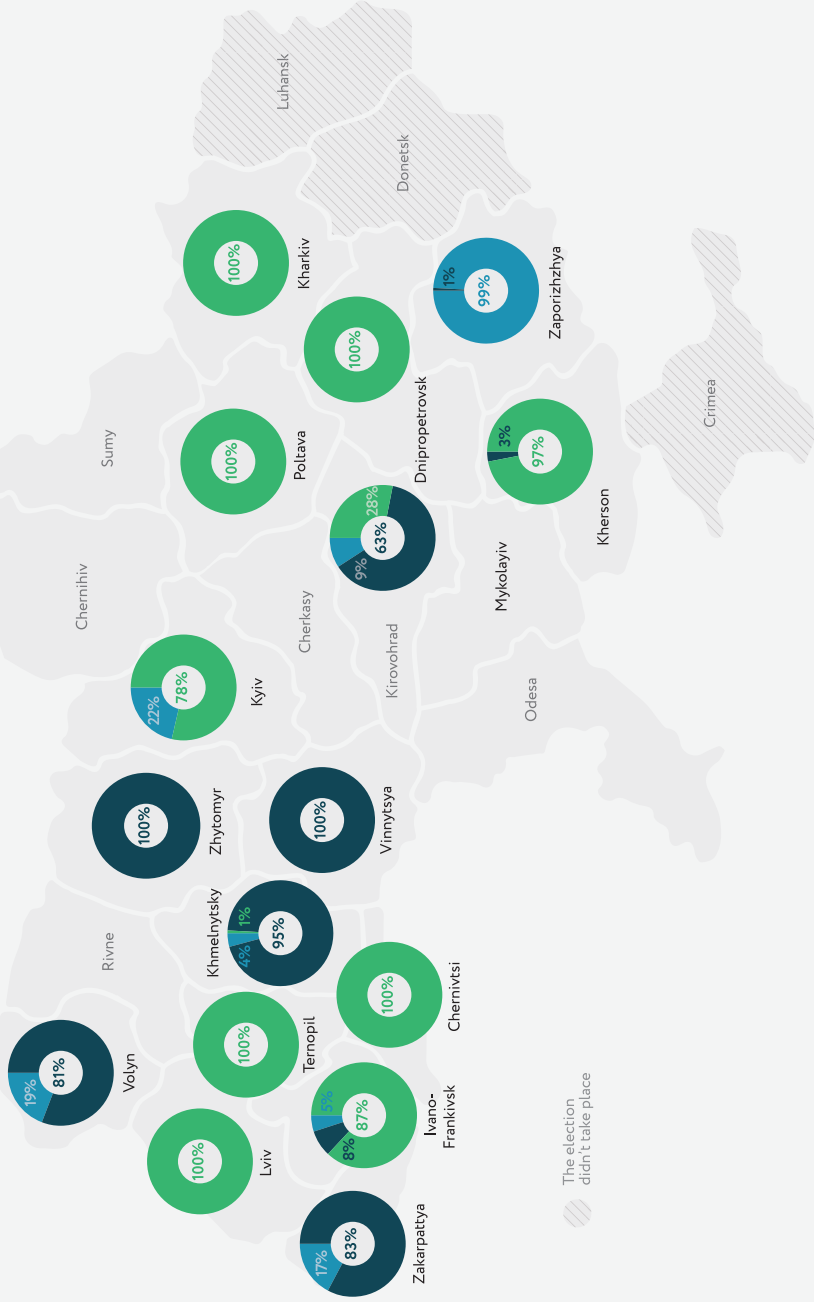 Luhansk
Donetsk
100%
Kharkiv
1%
99%
Zaporizhzhya
100%
Dnipropetrovsk
Crimea
Sumy
100%
Poltava
3%
97%
Kherson
28%
63%
9%
Mykolayiv
Chernihiv
Cherkasy
Kirovohrad
Odesa
22%
78%
Kyiv
100%
Zhytomyr
100%
Vinnytsya
Rivne
Khmelnytsky
1%
4%
95%
100%
Chernivtsi
19%
81%
Volyn
100%
Ternopil
5%
87%
8%
Ivano-
Frankivsk
100%
Lviv
17%
83%
Zakarpattya
The election
didn't take place